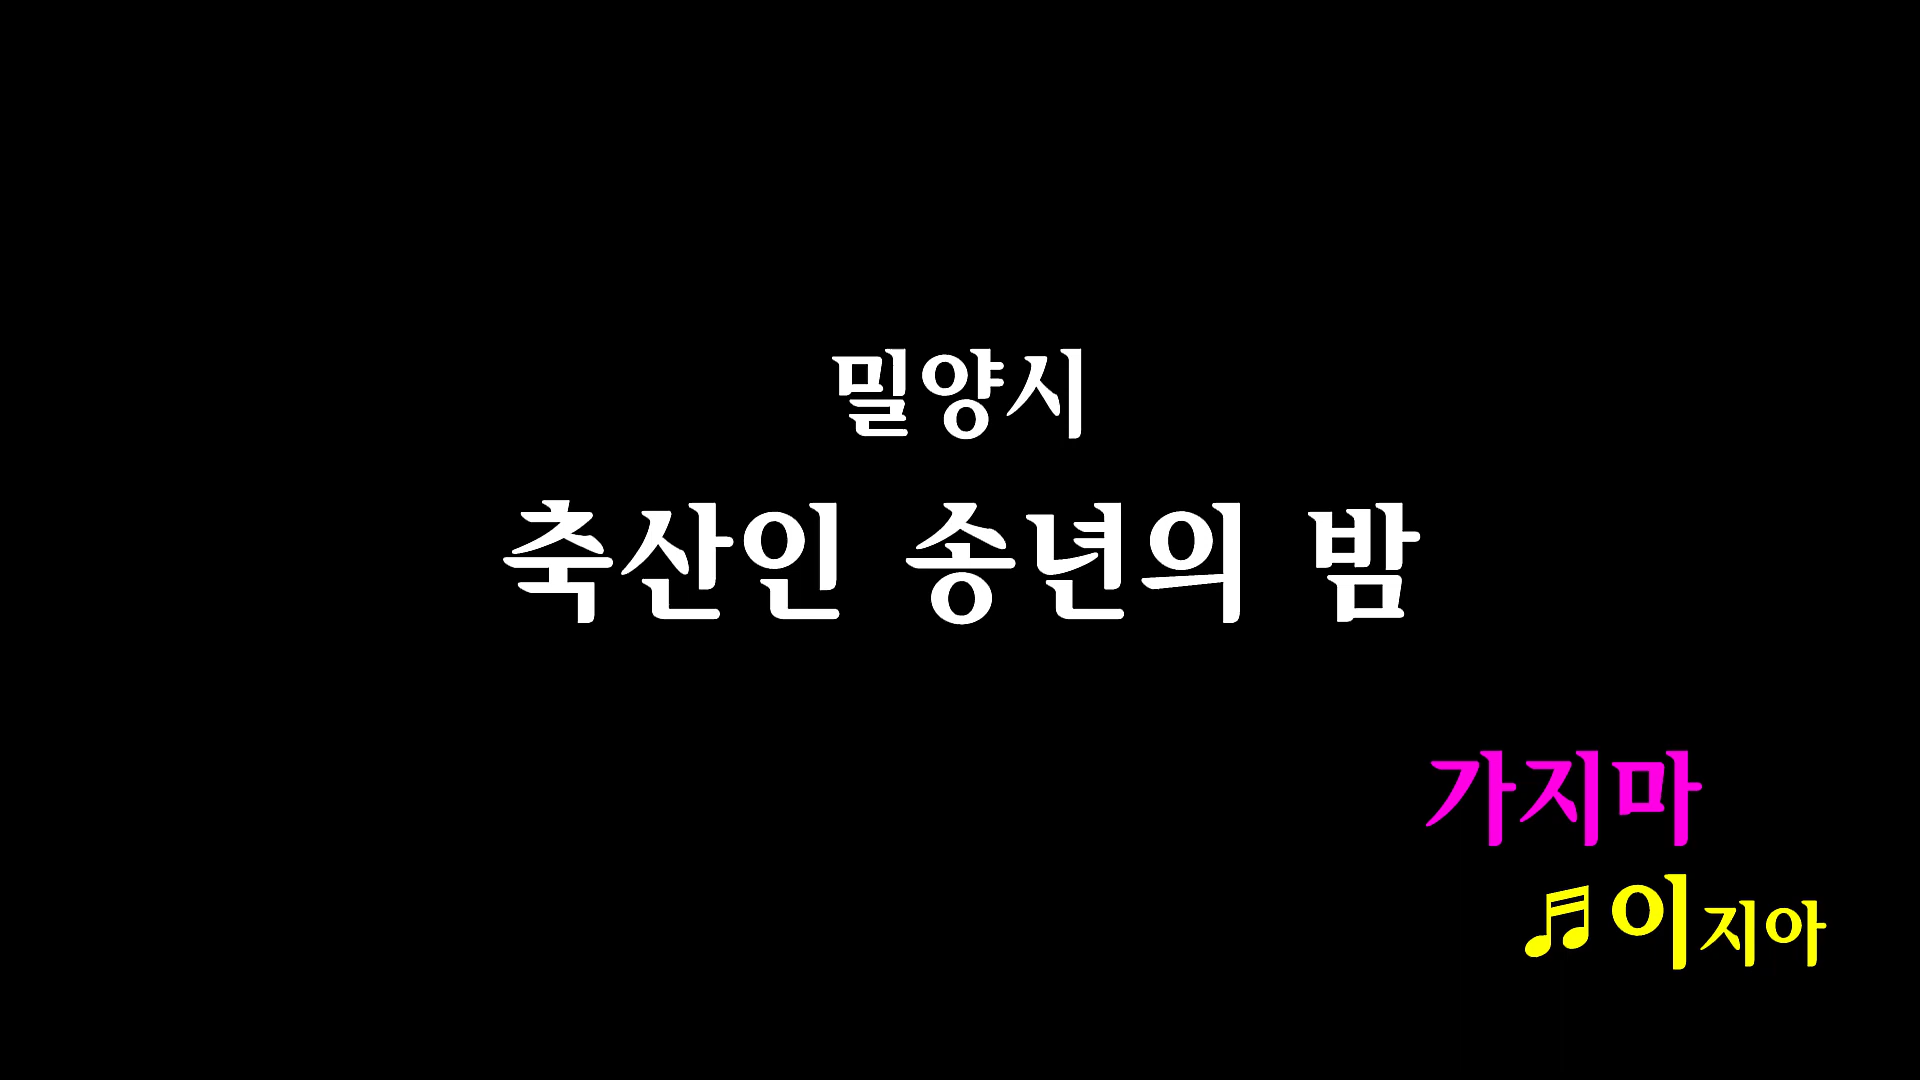 밀양시
축산인 송년의 밤
가지마
♬이지아